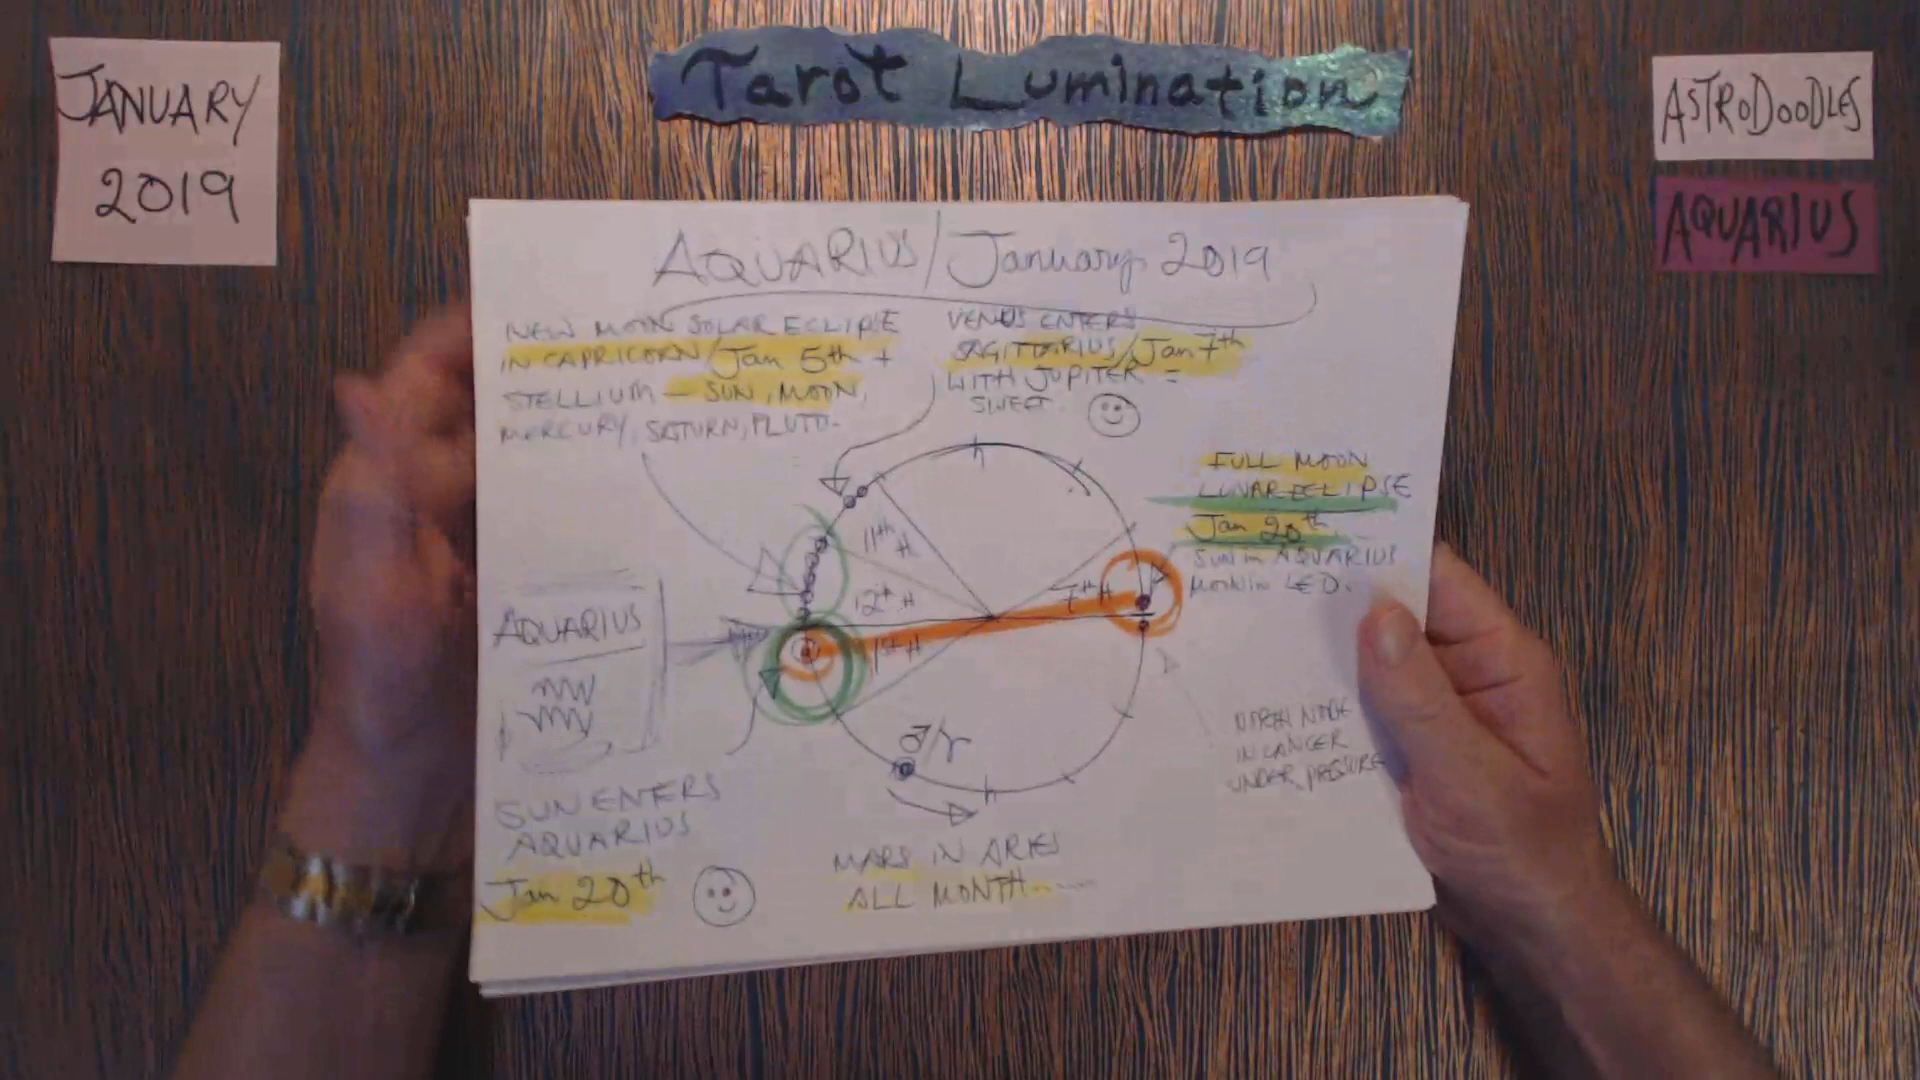 JANUARY
2019
Tarot Lumination
ASTRODOODLES
AQUARIUS
AQUARIUS/January 2019
NEW MOON SOLAR ECLIPSE
IN CAPRICORN/Jan 5th +
STELLIUM — SUN, MOON,
MERCURY, SATURN, PLUTO.
VENUS ENTERS
SAGITTARIUS/Jan 7th
WITH JUPITER =
SWEET
FULL MOON
LUNAR ECLIPSE
Jan 20th
SUN in AQUARIUS
MOON in LEO.
11th H
12th H
7th H
1st H
AQUARIUS
♂/♈
NORTH NODE
IN CANCER
UNDER PRESSURE
SUN ENTERS
AQUARIUS
Jan 20th
MARS IN ARIES
ALL MONTH.....